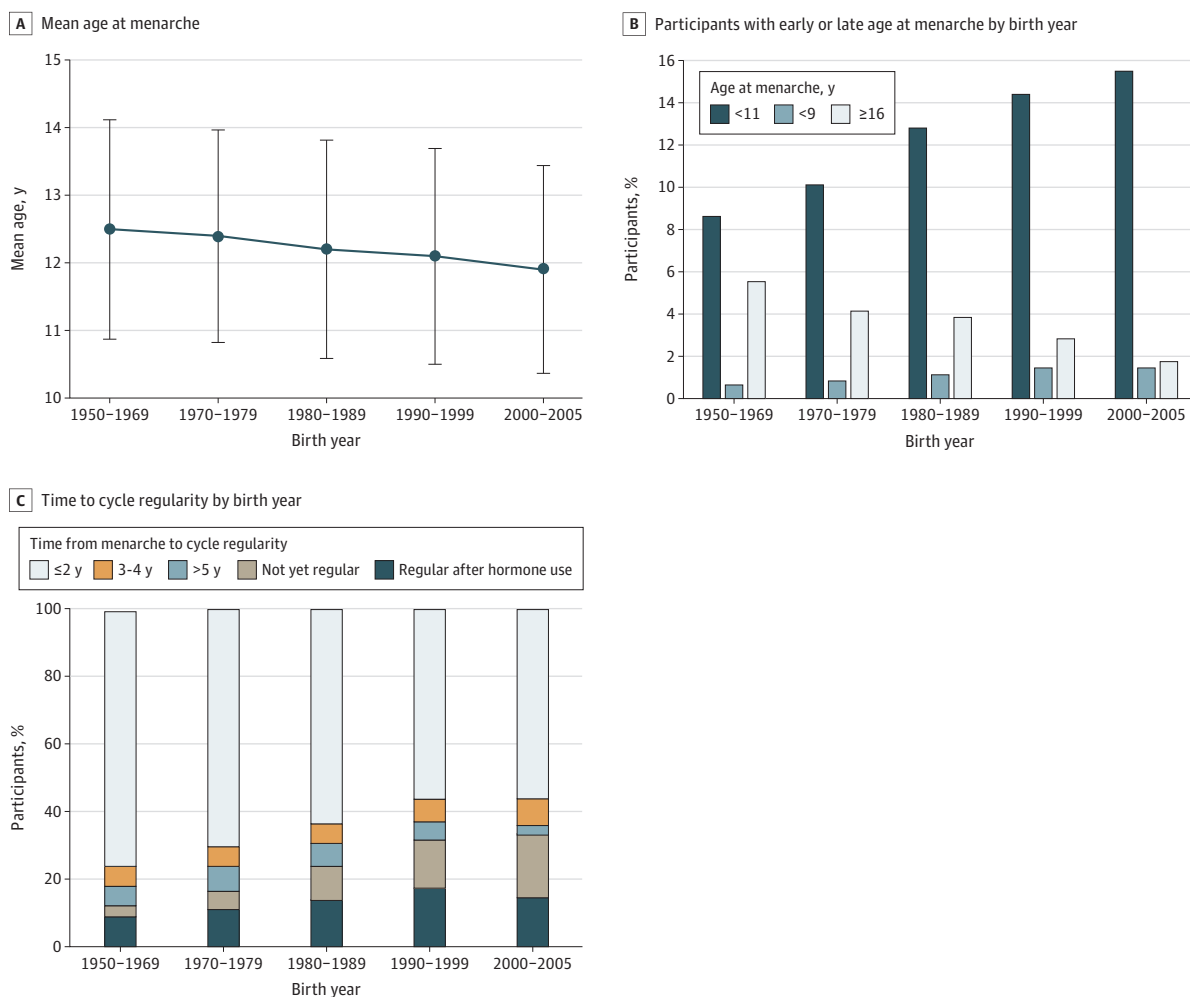 A Mean age at menarche
15
14
13
12
11
10
Mean age, y
1950–1969 1970–1979 1980–1989 1990–1999 2000–2005
Birth year
B Participants with early or late age at menarche by birth year
Age at menarche, y
<11 <9 ≥16
16
14
12
10
8
6
4
2
0
Participants, %
1950–1969 1970–1979 1980–1989 1990–1999 2000–2005
Birth year
C Time to cycle regularity by birth year
Time from menarche to cycle regularity
≤2 y 3-4 y >5 y Not yet regular Regular after hormone use
100
80
60
40
20
0
Participants, %
1950–1969 1970–1979 1980–1989 1990–1999 2000–2005
Birth year